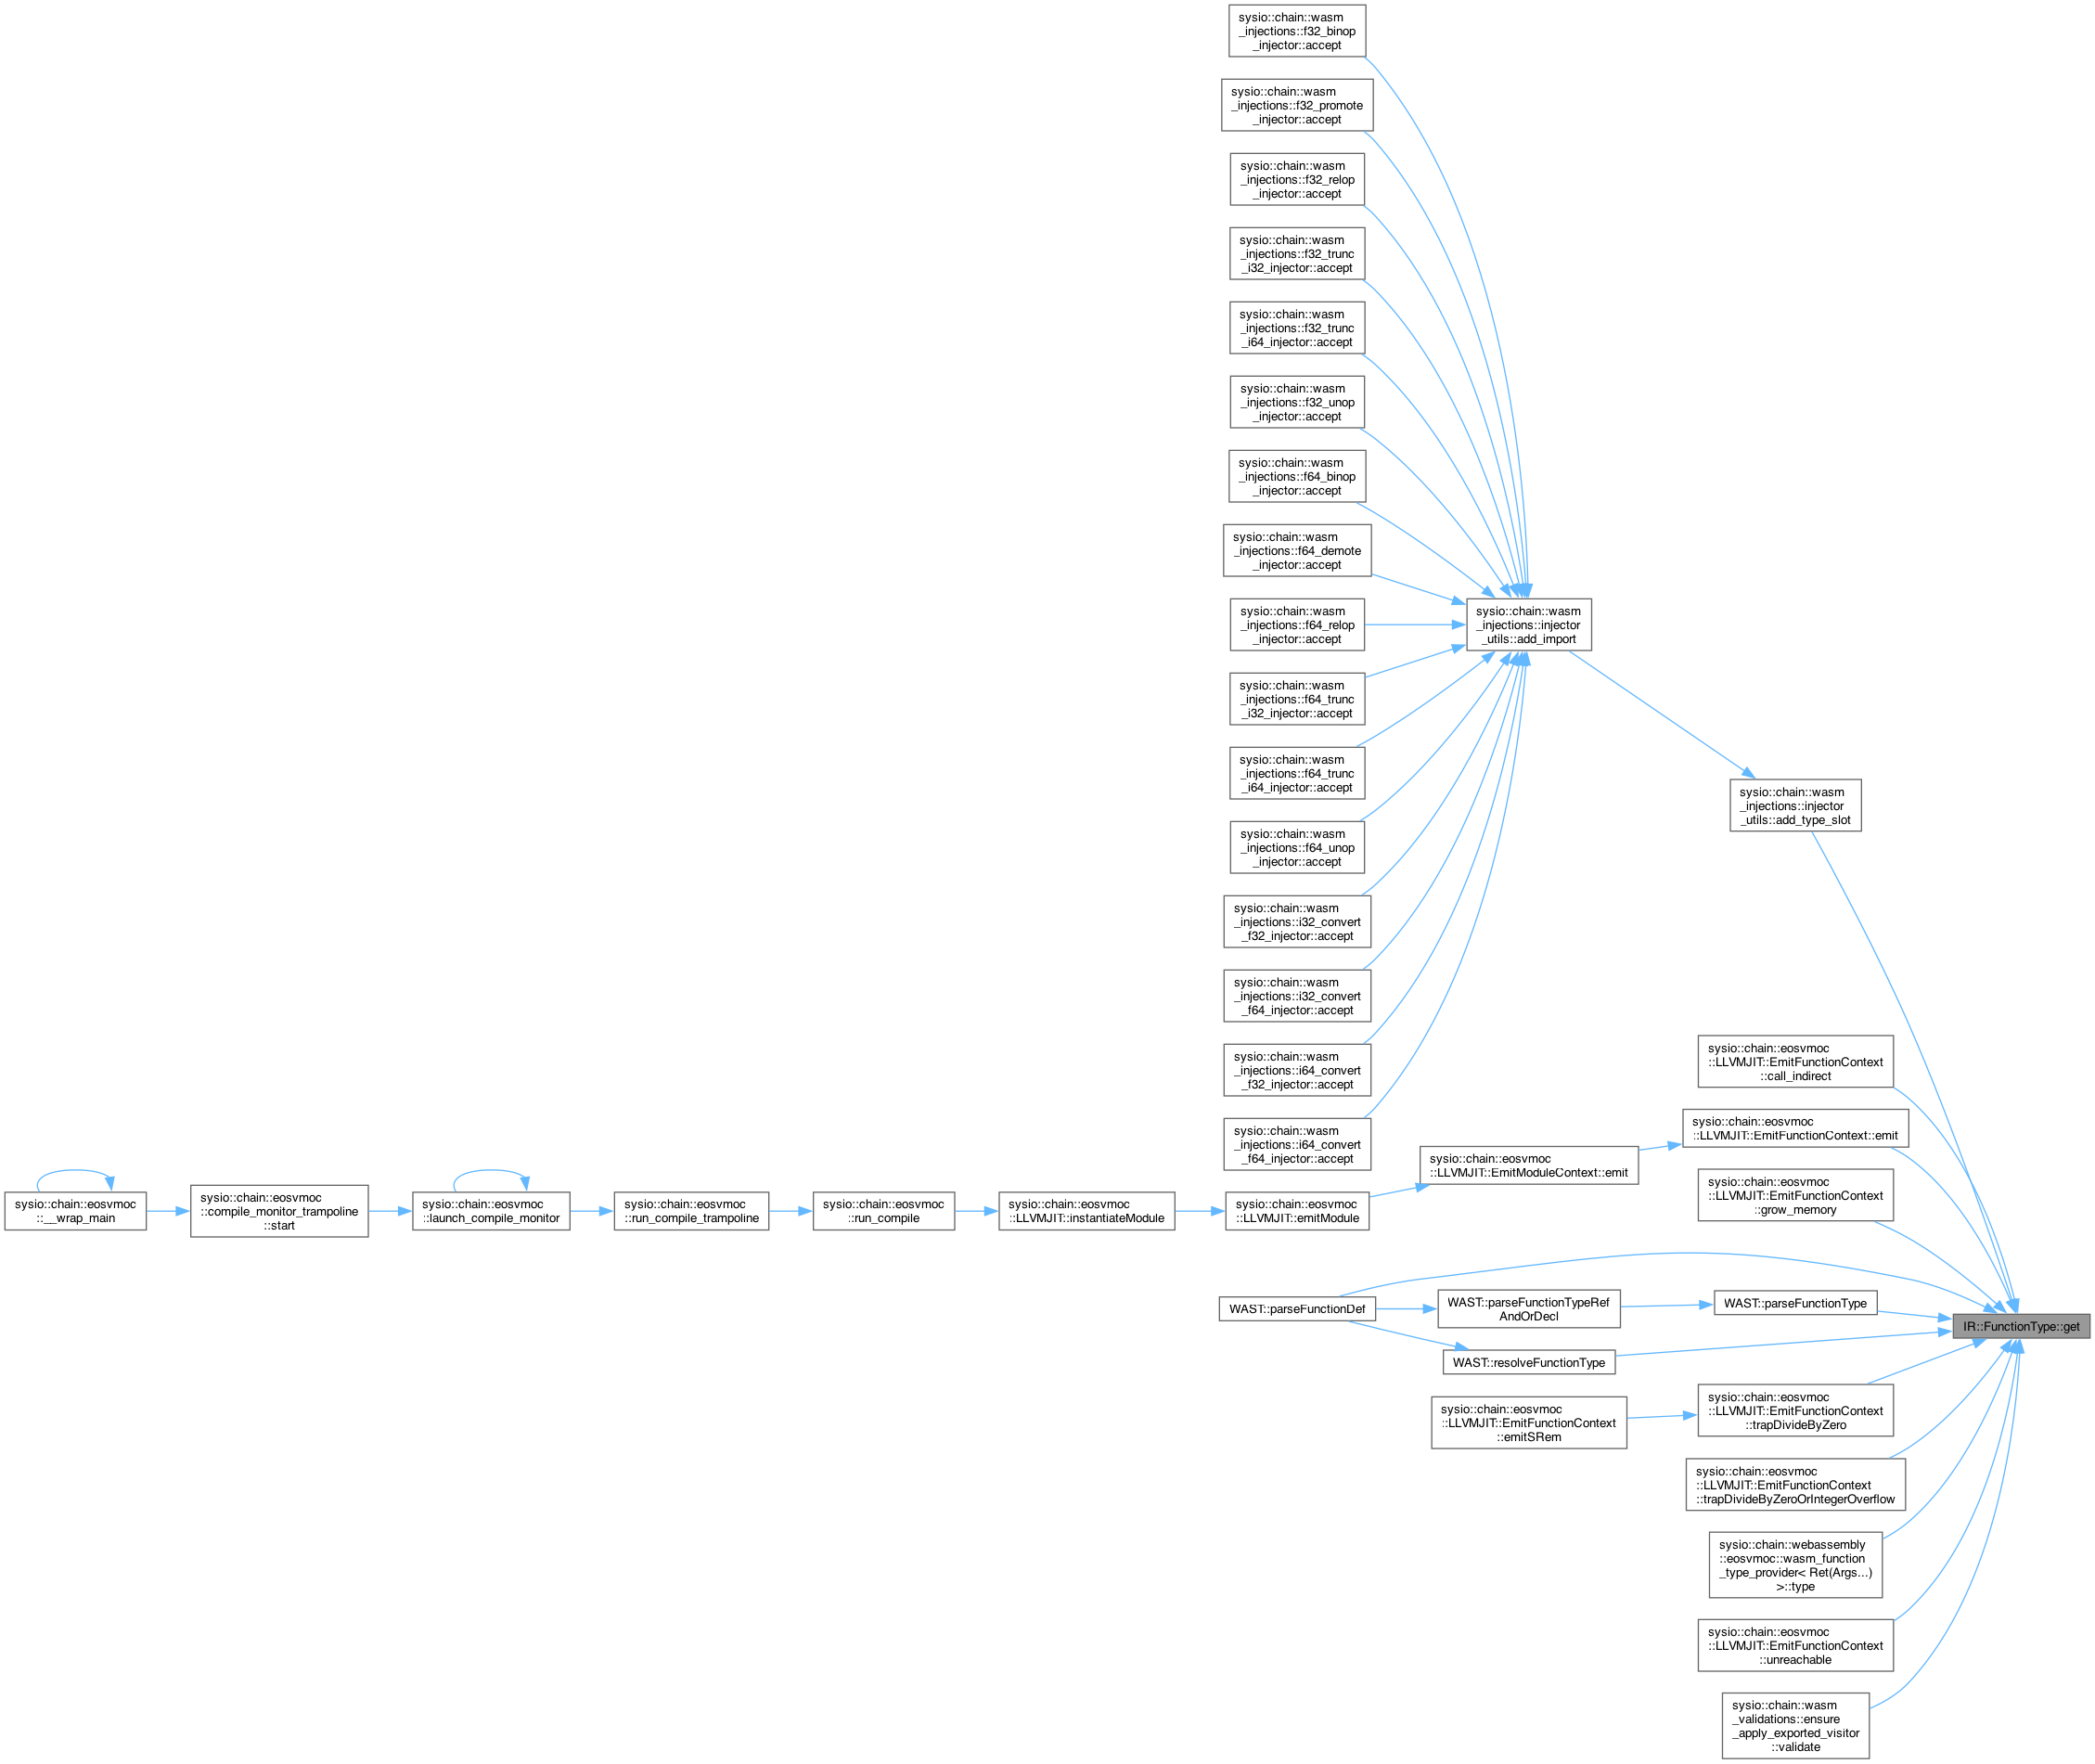 sysio::chain::wasm
_injections::f32_binop
_injector::accept
sysio::chain::wasm
_injections::f32_promote
_injector::accept
sysio::chain::wasm
_injections::f32_relop
_injector::accept
sysio::chain::wasm
_injections::f32_trunc
_i32_injector::accept
sysio::chain::wasm
_injections::f32_trunc
_i64_injector::accept
sysio::chain::wasm
_injections::f32_unop
_injector::accept
sysio::chain::wasm
_injections::f64_binop
_injector::accept
sysio::chain::wasm
_injections::f64_demote
_injector::accept
sysio::chain::wasm
_injections::f64_relop
_injector::accept
sysio::chain::wasm
_injections::injector
_utils::add_import
sysio::chain::wasm
_injections::f64_trunc
_i32_injector::accept
sysio::chain::wasm
_injections::f64_trunc
_i64_injector::accept
sysio::chain::wasm
_injections::injector
_utils::add_type_slot
sysio::chain::wasm
_injections::f64_unop
_injector::accept
sysio::chain::wasm
_injections::i32_convert
_f32_injector::accept
sysio::chain::wasm
_injections::i32_convert
_f64_injector::accept
sysio::chain::wasm
_injections::i64_convert
_f32_injector::accept
sysio::chain::wasm
_injections::i64_convert
_f64_injector::accept
sysio::chain::eosvmoc
::LLVMJIT::EmitFunctionContext
::call_indirect
sysio::chain::eosvmoc
::LLVMJIT::EmitFunctionContext::emit
sysio::chain::eosvmoc
::LLVMJIT::EmitModuleContext::emit
sysio::chain::eosvmoc
::LLVMJIT::EmitFunctionContext
::grow_memory
sysio::chain::eosvmoc
::__wrap_main
sysio::chain::eosvmoc
::compile_monitor_trampoline
::start
sysio::chain::eosvmoc
::launch_compile_monitor
sysio::chain::eosvmoc
::run_compile_trampoline
sysio::chain::eosvmoc
::run_compile
sysio::chain::eosvmoc
::LLVMJIT::instantiateModule
sysio::chain::eosvmoc
::LLVMJIT::emitModule
WAST::parseFunctionDef
WAST::parseFunctionTypeRef
AndOrDecl
WAST::parseFunctionType
IR::FunctionType::get
WAST::resolveFunctionType
sysio::chain::eosvmoc
::LLVMJIT::EmitFunctionContext
::emitSRem
sysio::chain::eosvmoc
::LLVMJIT::EmitFunctionContext
::trapDivideByZero
sysio::chain::eosvmoc
::LLVMJIT::EmitFunctionContext
::trapDivideByZeroOrIntegerOverflow
sysio::chain::webassembly
::eosvmoc::wasm_function
_type_provider< Ret(Args...)
>::type
sysio::chain::eosvmoc
::LLVMJIT::EmitFunctionContext
::unreachable
sysio::chain::wasm
_validations::ensure
_apply_exported_visitor
::validate